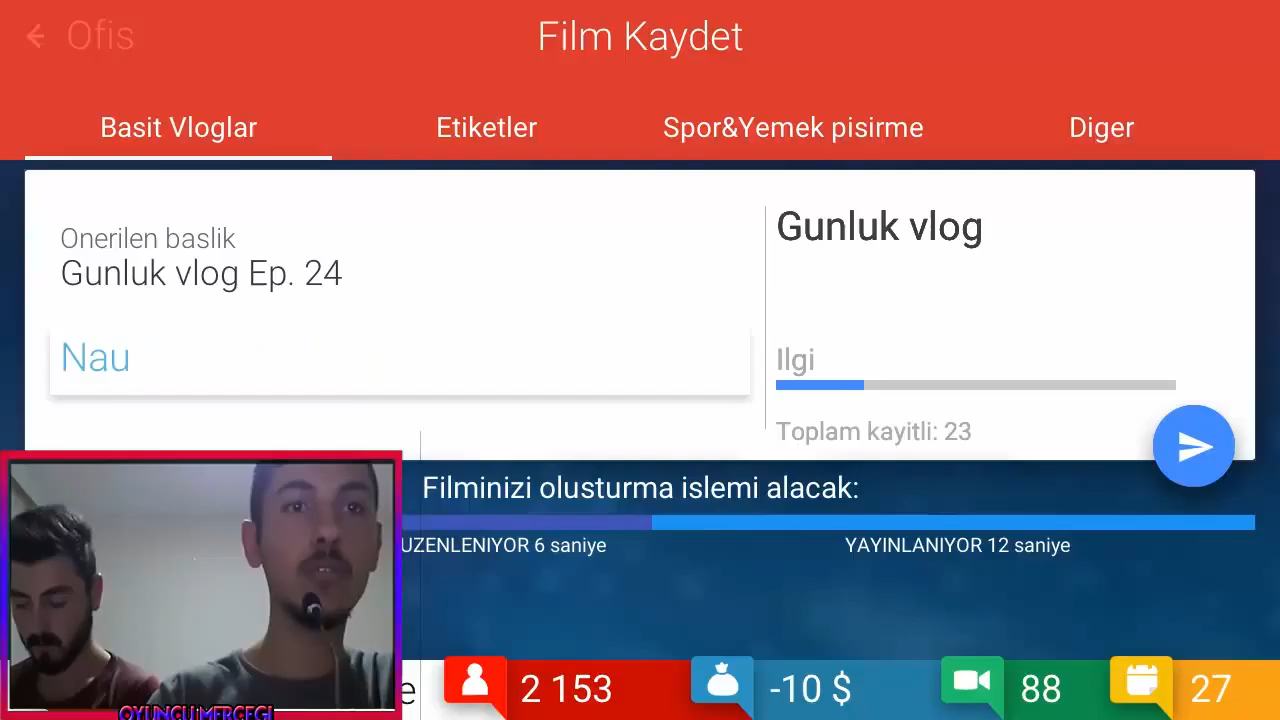 Ofis
Film Kaydet
Basit Vloglar
Etiketler
Spor&Yemek pisirme
Diger
Onerilen baslik
Gunluk vlog Ep. 24
Nau
Gunluk vlog
Ilgi
Toplam kayitli: 23
Filminizi olusturma islemi alacak:
UZENLENIYOR 6 saniye
YAYINLANIYOR 12 saniye
e
2 153
-10 $
88
27
OYUNCU MERCEGI